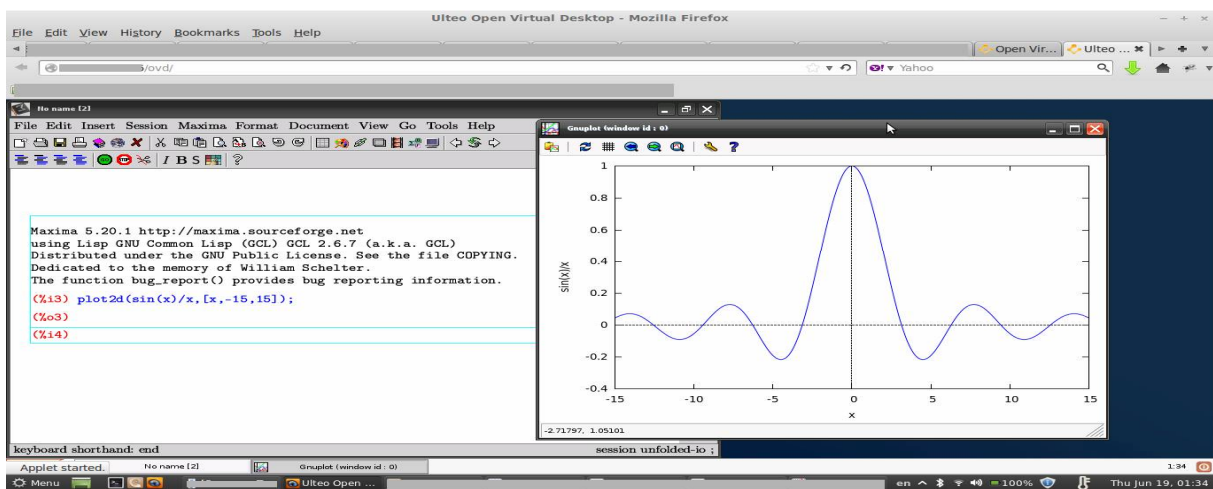 Ulteo Open Virtual Desktop - Mozilla Firefox
File Edit View History Bookmarks Tools Help
Open Vir... Ulteo ...
/ovd/ Yahoo
No name [2]
File Edit Insert Session Maxima Format Document View Go Tools Help
I B S ?
Maxima 5.20.1 http://maxima.sourceforge.net
using Lisp GNU Common Lisp (GCL) GCL 2.6.7 (a.k.a. GCL)
Distributed under the GNU Public License. See the file COPYING.
Dedicated to the memory of William Schelter.
The function bug_report() provides bug reporting information.
(%i3) plot2d(sin(x)/x,[x,-15,15]);
(%o3)
(%i4)
keyboard shorthand: end session unfolded-io ;
Gnuplot (window id : 0)
?
1
0.8
0.6
0.4
0.2
0
-0.2
-0.4
sin(x)/x
-15 -10 -5 0 5 10 15
x
-2.71797, 1.05101
Applet started. No name [2] Gnuplot (window id : 0) 1:34
Menu Ulteo Open ... en 100% Thu Jun 19, 01:34